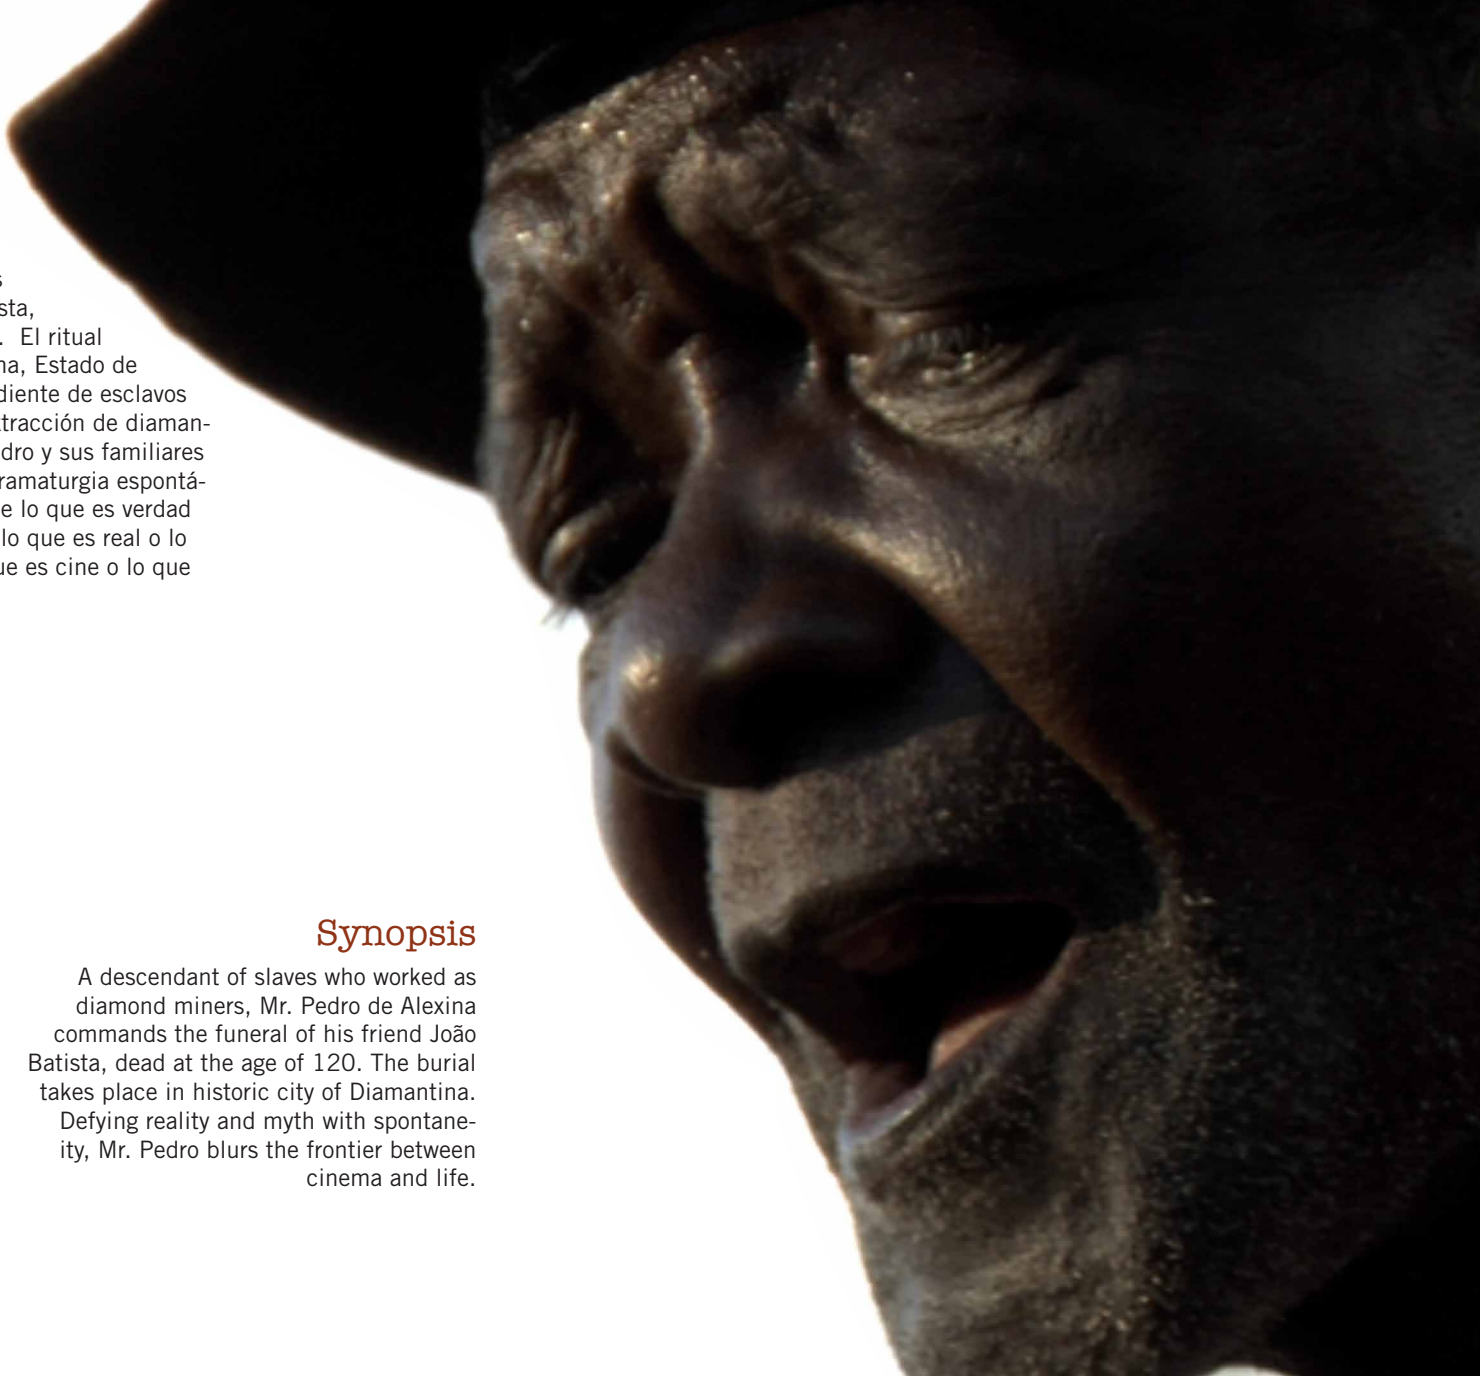 s
sta,
. El ritual
na, Estado de
diente de esclavos
tracción de diaman-
dro y sus familiares
ramaturgia espontá-
e lo que es verdad
lo que es real o lo
ue es cine o lo que
Synopsis
A descendant of slaves who worked as
diamond miners, Mr. Pedro de Alexina
commands the funeral of his friend João
Batista, dead at the age of 120. The burial
takes place in historic city of Diamantina.
Defying reality and myth with spontane-
ity, Mr. Pedro blurs the frontier between
cinema and life.